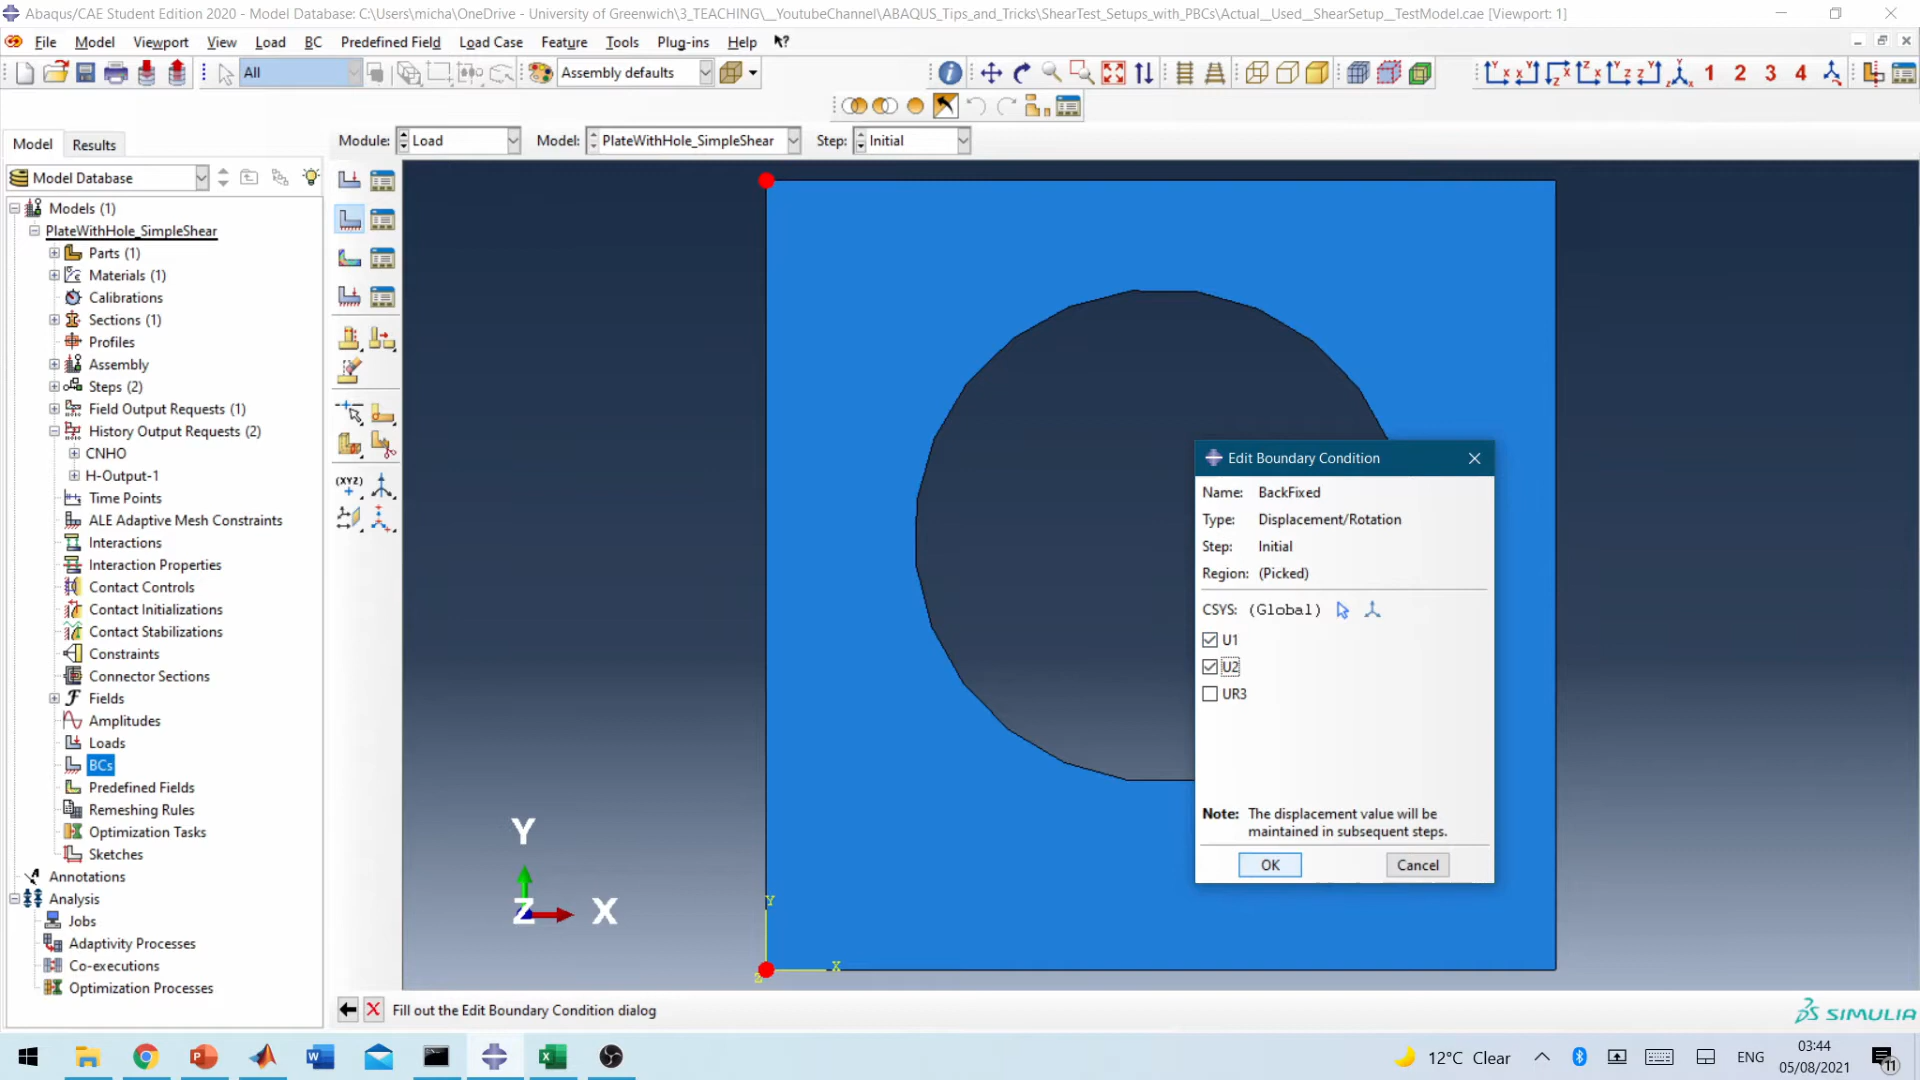 Abaqus/CAE Student Edition 2020 - Model Database: C:\Users\micha\OneDrive - University of Greenwich\3_TEACHING\__YoutubeChannel\ABAQUS_Tips_and_Tricks\ShearTest_Setups_with_PBCs\Actual__Used__ShearSetup__TestModel.cae [Viewport: 1]
File Model Viewport View Load BC Predefined Field Load Case Feature Tools Plug-ins Help
All Assembly defaults 1 2 3 4
Model Results Module: Load Model: PlateWithHole_SimpleShear Step: Initial
Model Database
Models (1)
PlateWithHole_SimpleShear
Parts (1)
Materials (1)
Calibrations
Sections (1)
Profiles
Assembly
Steps (2)
Field Output Requests (1)
History Output Requests (2)
CNHO
H-Output-1
Time Points
ALE Adaptive Mesh Constraints
Interactions
Interaction Properties
Contact Controls
Contact Initializations
Contact Stabilizations
Constraints
Connector Sections
Fields
Amplitudes
Loads
BCs
Predefined Fields
Remeshing Rules
Optimization Tasks
Sketches
Annotations
Analysis
Jobs
Adaptivity Processes
Co-executions
Optimization Processes
(XYZ)
Edit Boundary Condition
Name: BackFixed
Type: Displacement/Rotation
Step: Initial
Region: (Picked)
CSYS: (Global)
U1
U2
UR3
Note: The displacement value will be
maintained in subsequent steps.
OK Cancel
Y
Z X
Y
X
Fill out the Edit Boundary Condition dialog
SIMULIA
12°C Clear ENG 03:44
05/08/2021
11